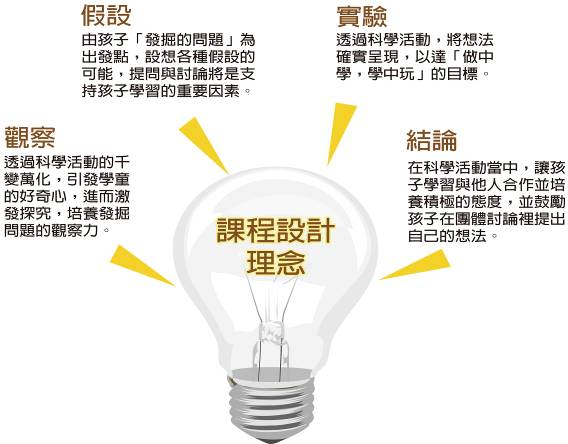 假設
由孩子「發掘的問題」為
出發點，設想各種假設的
可能，提問與討論將是支
持孩子學習的重要因素。
實驗
透過科學活動，將想法
確實呈現，以達「做中
學，學中玩」的目標。
觀察
透過科學活動的千
變萬化，引發學童
的好奇心，進而激
發探究，培養發掘
問題的觀察力。
結論
在科學活動當中，讓孩
子學習與他人合作並培
養積極的態度，並鼓勵
孩子在團體討論裡提出
自己的想法。
課程設計
理念